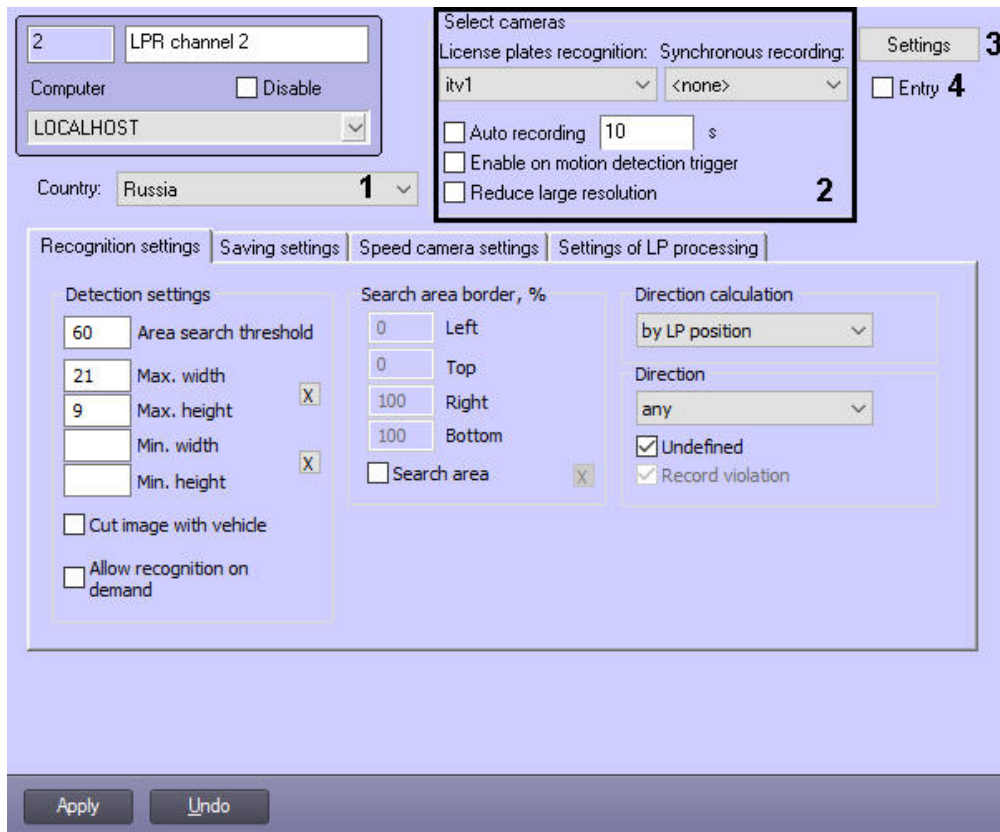 2 LPR channel 2
Computer Disable
LOCALHOST
Country: Russia 1
Select cameras
License plates recognition: Synchronous recording:
itv1 <none>
Auto recording 10 s
Enable on motion detection trigger
Reduce large resolution 2
Settings 3
Entry 4
Recognition settings Saving settings Speed camera settings Settings of LP processing
Detection settings
60 Area search threshold
21 Max. width
X
9 Max. height
Min. width
X
Min. height
Cut image with vehicle
Allow recognition on
demand
Search area border, %
0 Left
0 Top
100 Right
100 Bottom
Search area X
Direction calculation
by LP position
Direction
any
Undefined
Record violation
Apply Undo